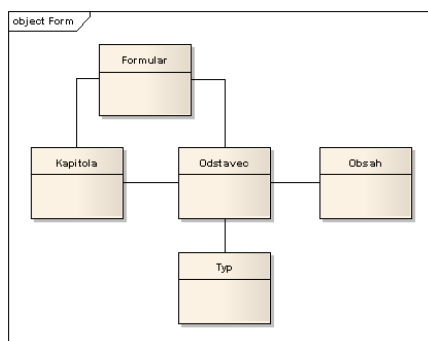 object Form
Formular
Kapitola
Odstavec
Obsah
Typ